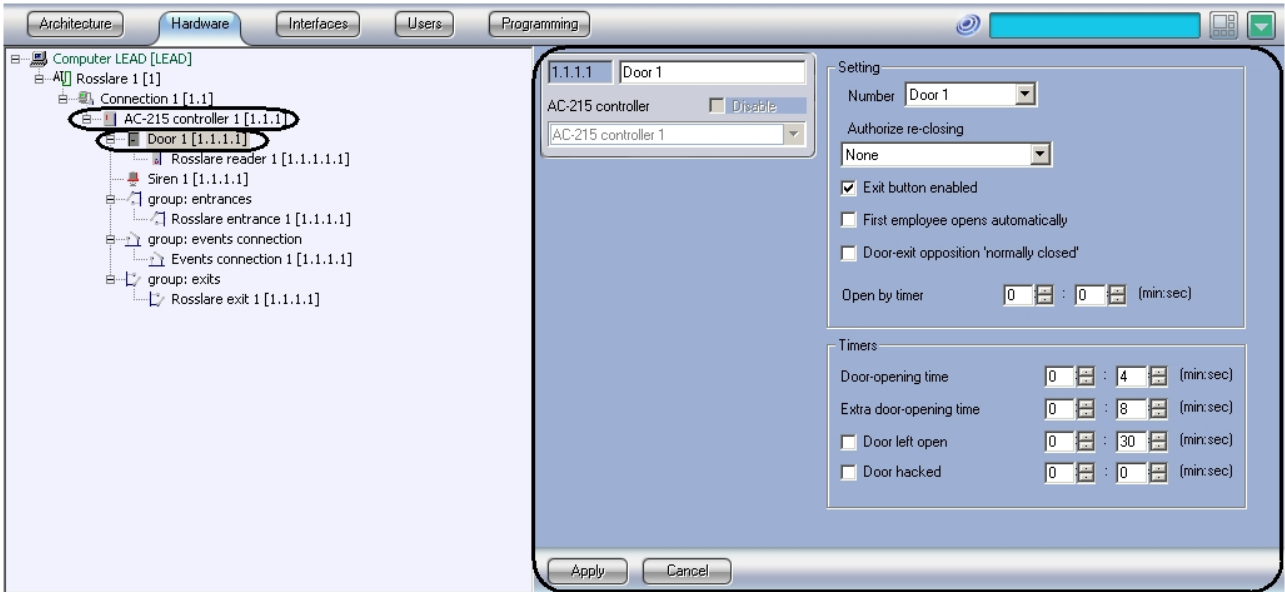 Architecture Hardware Interfaces Users Programming
Computer LEAD [LEAD]
Rosslare 1 [1]
Connection 1 [1.1]
AC-215 controller 1 [1.1.1]
Door 1 [1.1.1.1]
Rosslare reader 1 [1.1.1.1.1]
Siren 1 [1.1.1.1]
group: entrances
Rosslare entrance 1 [1.1.1.1]
group: events connection
Events connection 1 [1.1.1.1]
group: exits
Rosslare exit 1 [1.1.1.1]
1.1.1.1 Door 1
AC-215 controller Disable
AC-215 controller 1
Setting
Number Door 1
Authorize re-closing
None
Exit button enabled
First employee opens automatically
Door-exit opposition 'normally closed'
Open by timer 0 : 0 (min:sec)
Timers
Door-opening time 0 : 4 (min:sec)
Extra door-opening time 0 : 8 (min:sec)
Door left open 0 : 30 (min:sec)
Door hacked 0 : 0 (min:sec)
Apply Cancel